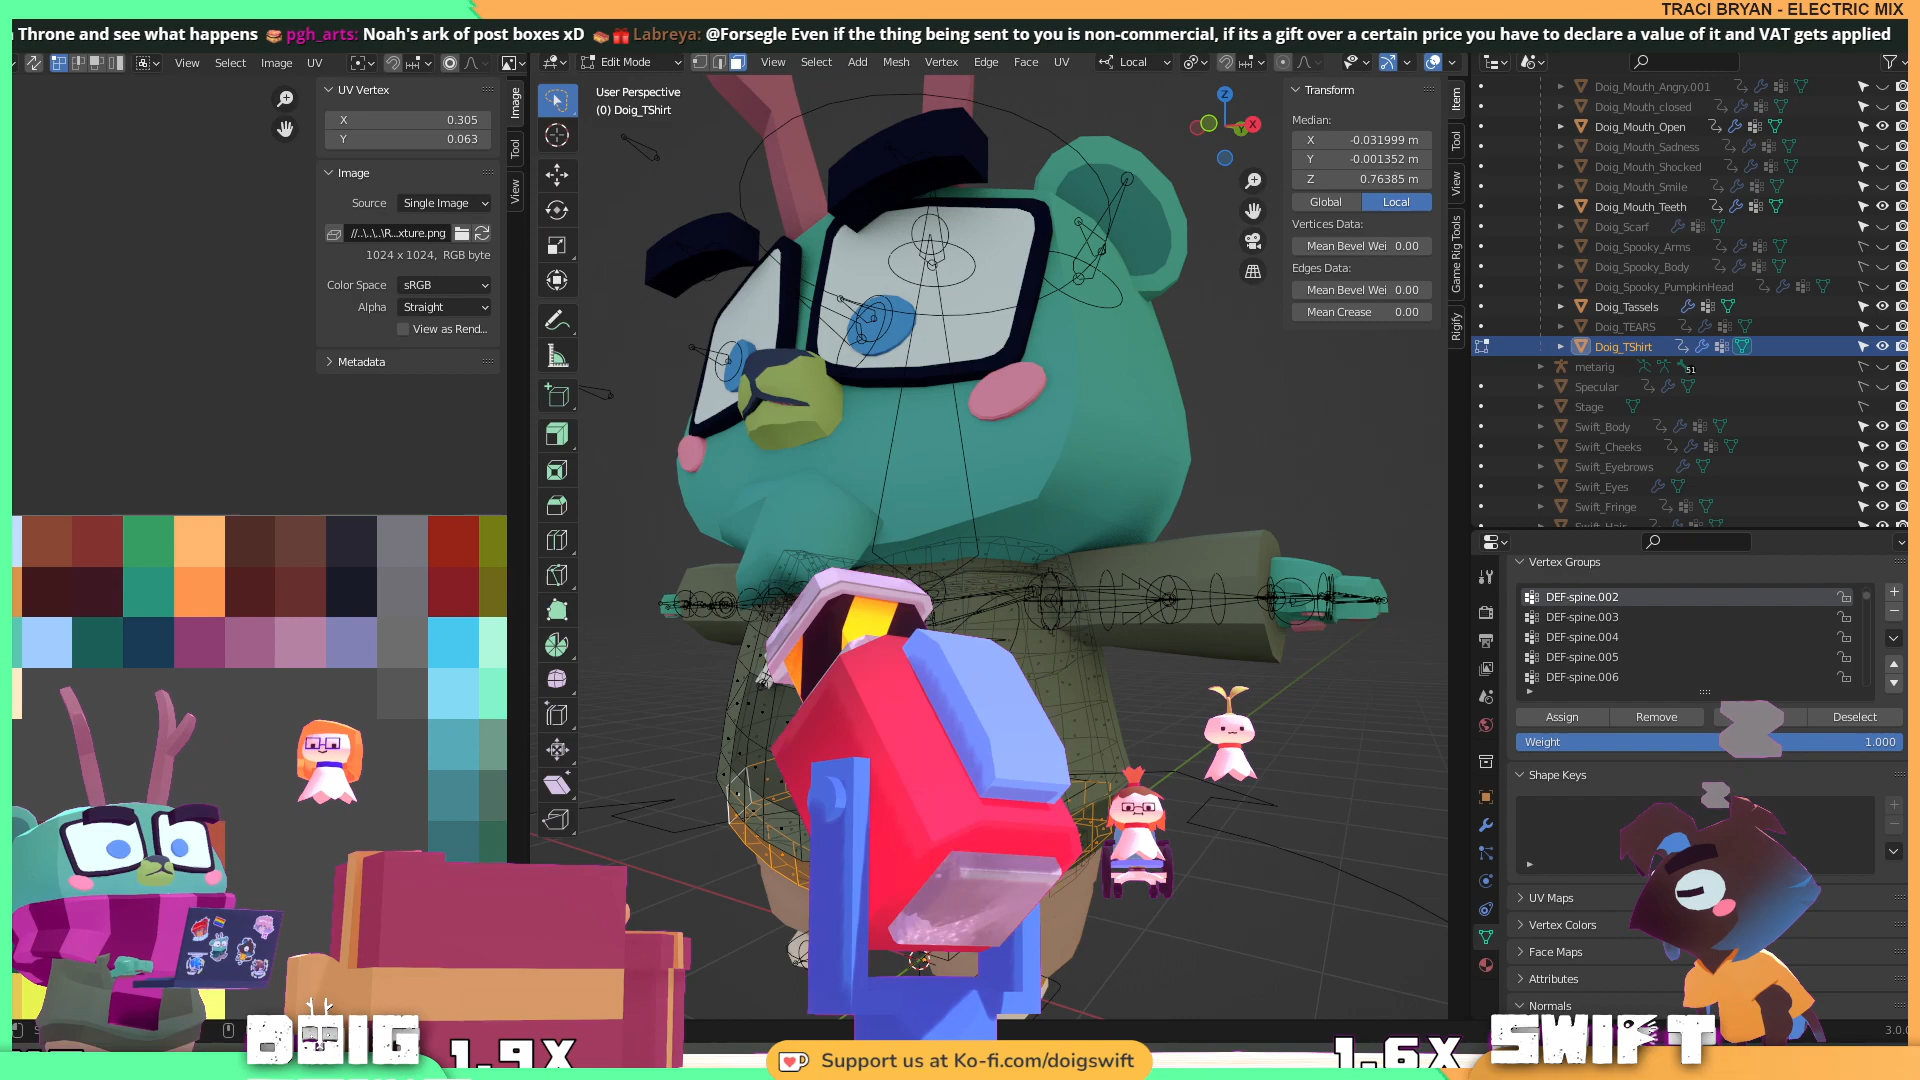 TRACI BRYAN - ELECTRIC MIX
Throne and see what happens pgh_arts: Noah's ark of post boxes xD Labreya: @Forsegle Even if the thing being sent to you is non-commercial, if its a gift over a certain price you have to declare a value of it and VAT gets applied
View Select Image UV
Edit Mode View Select Add Mesh Vertex Edge Face UV Local
UV Vertex
X 0.305
Y 0.063
Image
Source Single Image
//..\..\..\R...xture.png
1024 x 1024, RGB byte
Color Space sRGB
Alpha Straight
View as Rend...
Metadata
Image
Tool
View
User Perspective
(0) Doig_TShirt
Z
X
Y
Transform
Median:
X -0.031999 m
Y -0.001352 m
Z 0.76385 m
Global Local
Vertices Data:
Mean Bevel Wei 0.00
Edges Data:
Mean Bevel Wei 0.00
Mean Crease 0.00
Item
Tool
View
Game Rig Tools
Rigify
Doig_Mouth_Angry.001
Doig_Mouth_closed
Doig_Mouth_Open
Doig_Mouth_Sadness
Doig_Mouth_Shocked
Doig_Mouth_Smile
Doig_Mouth_Teeth
Doig_Scarf
Doig_Spooky_Arms
Doig_Spooky_Body
Doig_Spooky_PumpkinHead
Doig_Tassels
Doig_TEARS
Doig_TShirt
metarig 51
Specular
Stage
Swift_Body
Swift_Cheeks
Swift_Eyebrows
Swift_Eyes
Swift_Fringe
Swift_Hair
Vertex Groups
DEF-spine.002
DEF-spine.003
DEF-spine.004
DEF-spine.005
DEF-spine.006
Assign Remove Deselect
Weight 1.000
Shape Keys
UV Maps
Vertex Colors
Face Maps
Attributes
Normals
3.0.
DOIG
1.9X
Support us at Ko-fi.com/doigswift
1.6X
SWIFT